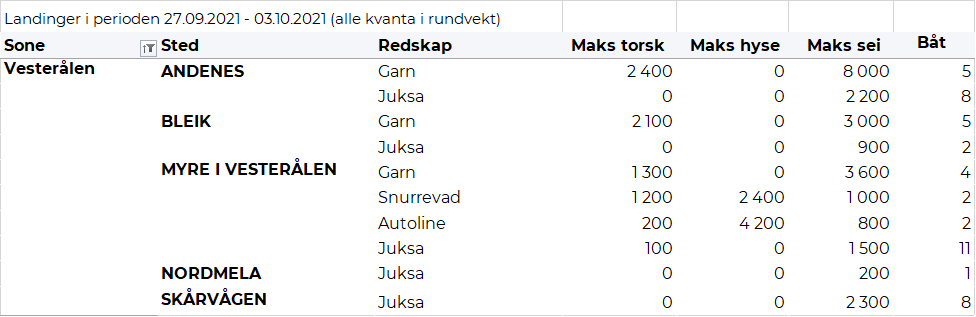 Landinger i perioden 27.09.2021 - 03.10.2021 (alle kvanta i rundvekt)
Sone Sted Redskap Maks torsk Maks hyse Maks sei Båt
Vesterålen ANDENES Garn 2 400 0 8 000 5
Juksa 0 0 2 200 8
BLEIK Garn 2 100 0 3 000 5
Juksa 0 0 900 2
MYRE I VESTERÅLEN Garn 1 300 0 3 600 4
Snurrevad 1 200 2 400 1 000 2
Autoline 200 4 200 800 2
Juksa 100 0 1 500 11
NORDMELA Juksa 0 0 200 1
SKÅRVÅGEN Juksa 0 0 2 300 8